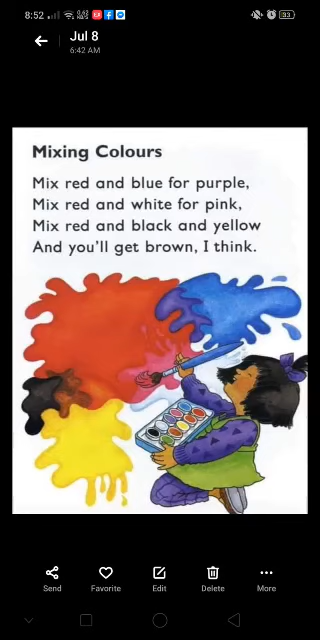 8:52
33
Jul 8
6:42 AM
Mixing Colours
Mix red and blue for purple,
Mix red and white for pink,
Mix red and black and yellow
And you'll get brown, I think.
Send
Favorite
Edit
Delete
More